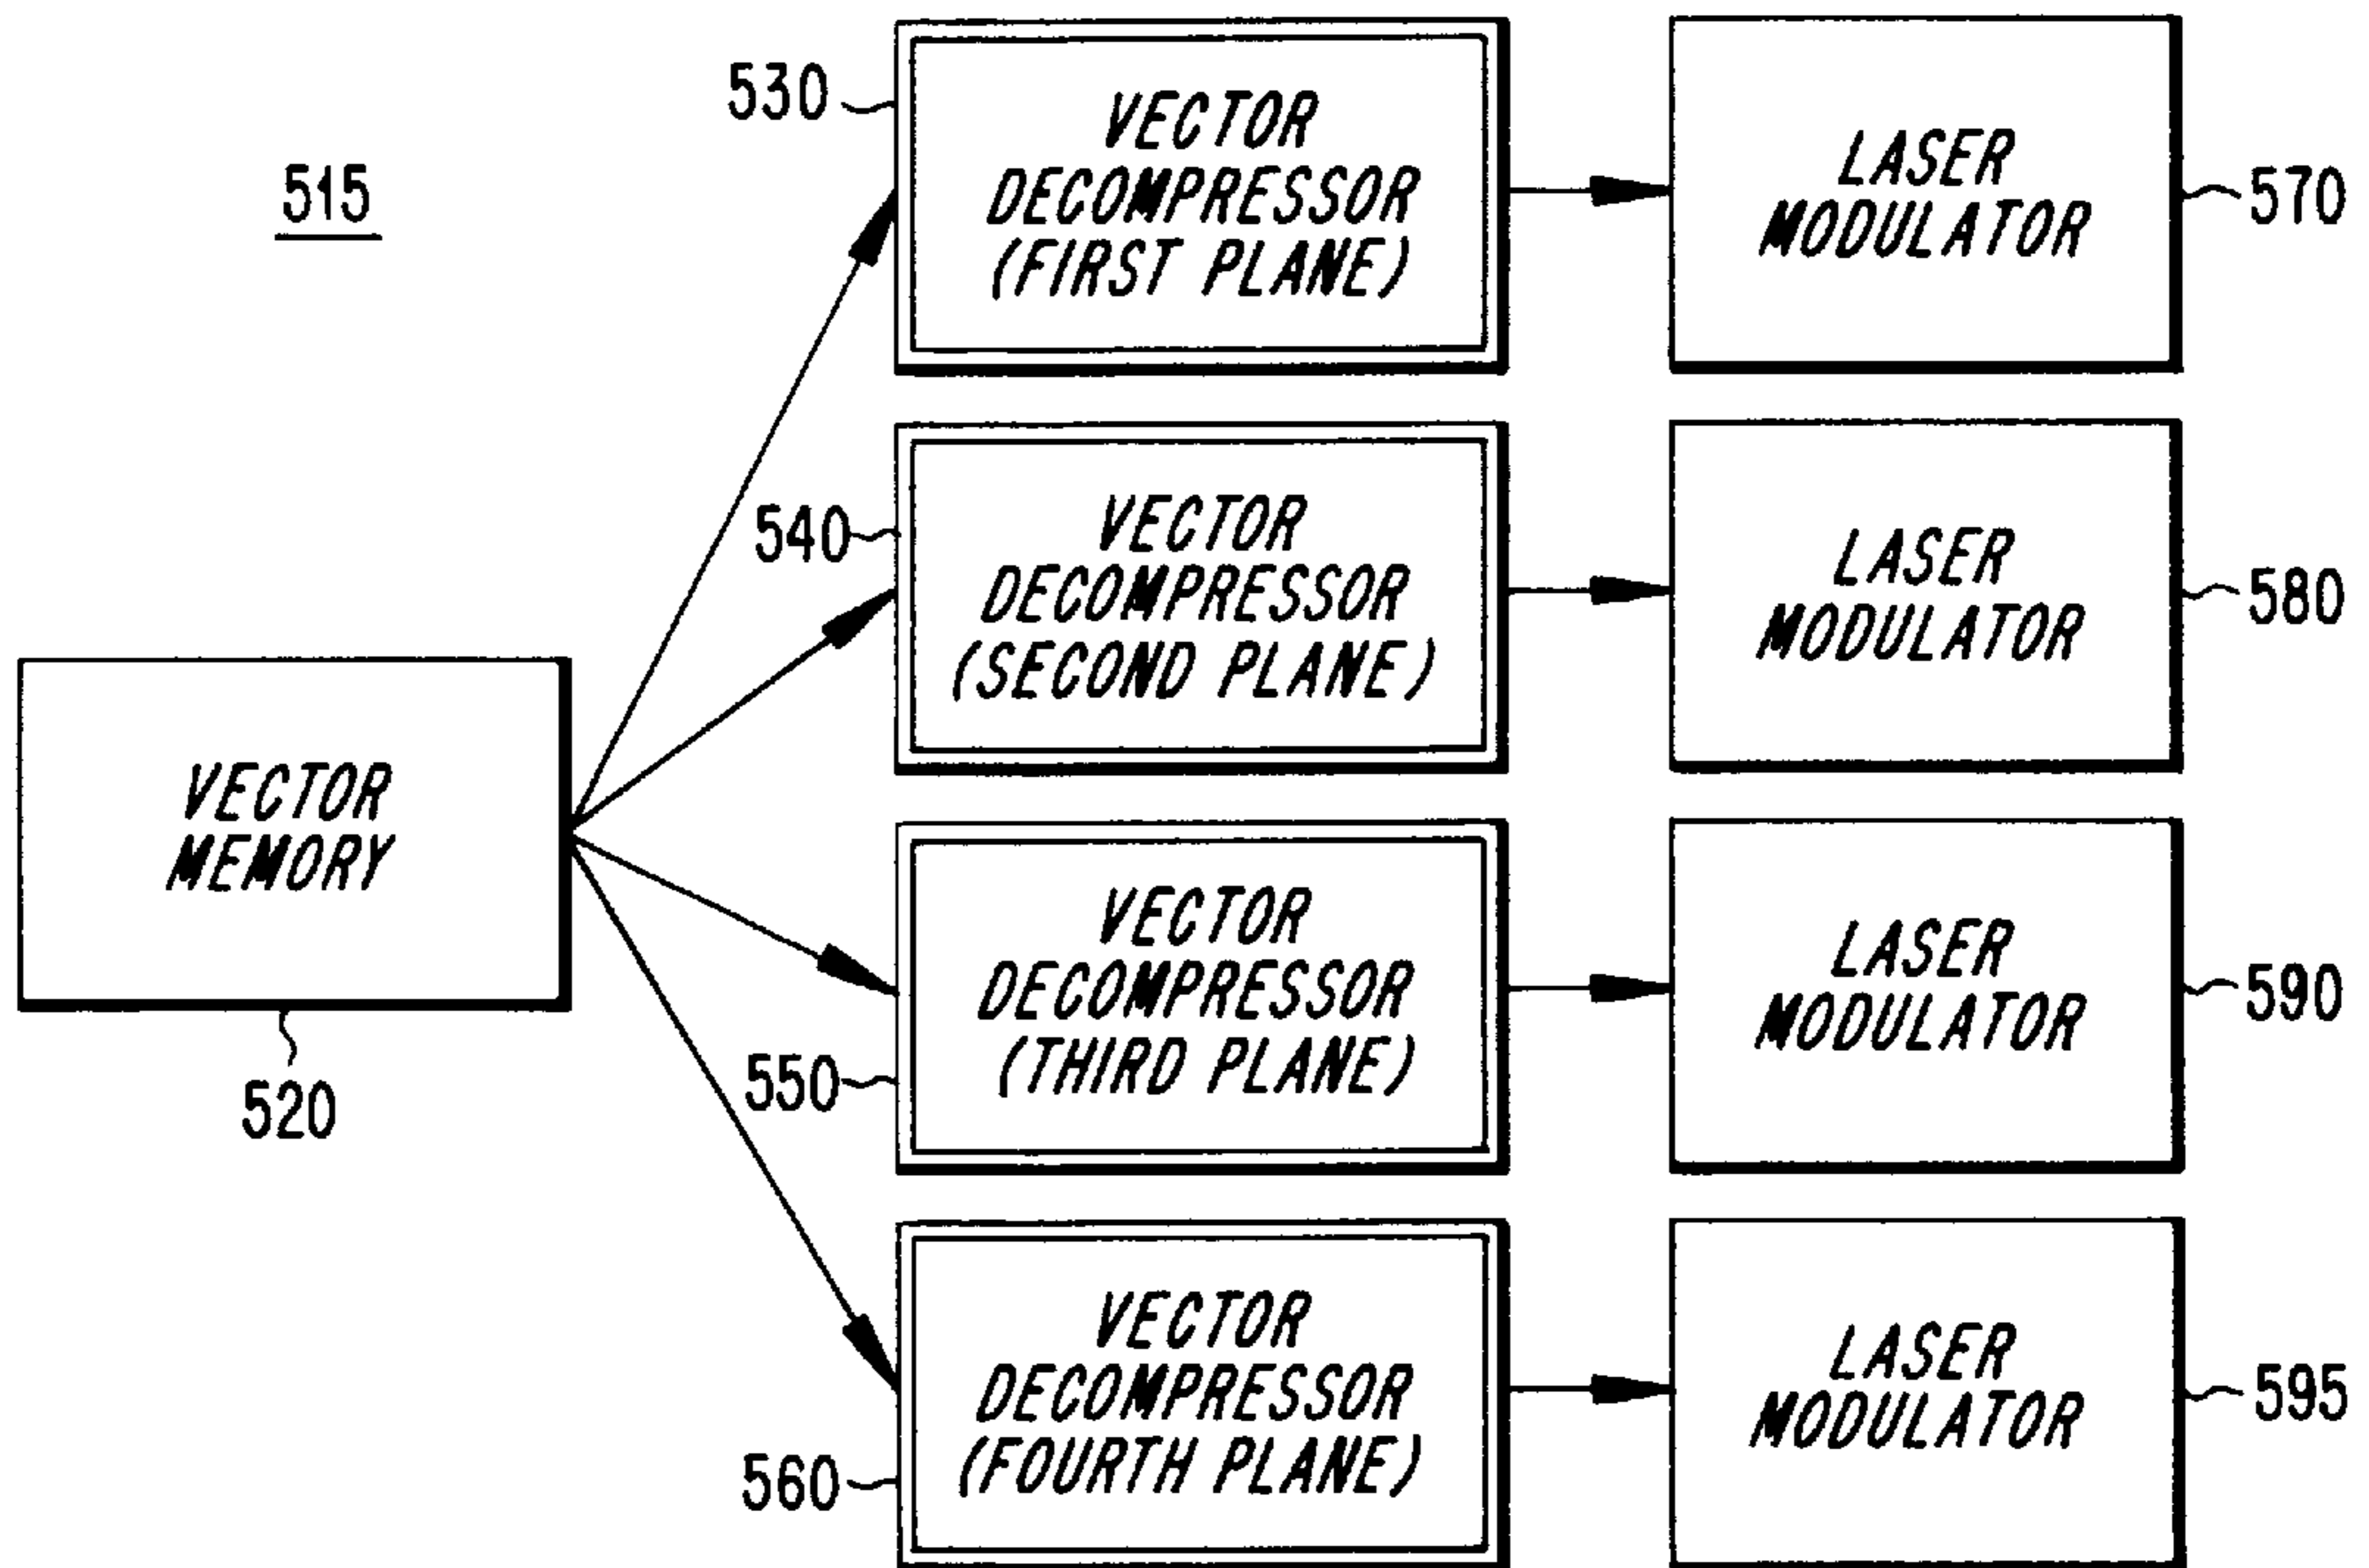 515
530
VECTOR
DECOMPRESSOR
(FIRST PLANE)
LASER
MODULATOR
570
540
VECTOR
DECOMPRESSOR
(SECOND PLANE)
LASER
MODULATOR
580
VECTOR
MEMORY
520
550
VECTOR
DECOMPRESSOR
(THIRD PLANE)
LASER
MODULATOR
590
560
VECTOR
DECOMPRESSOR
(FOURTH PLANE)
LASER
MODULATOR
595